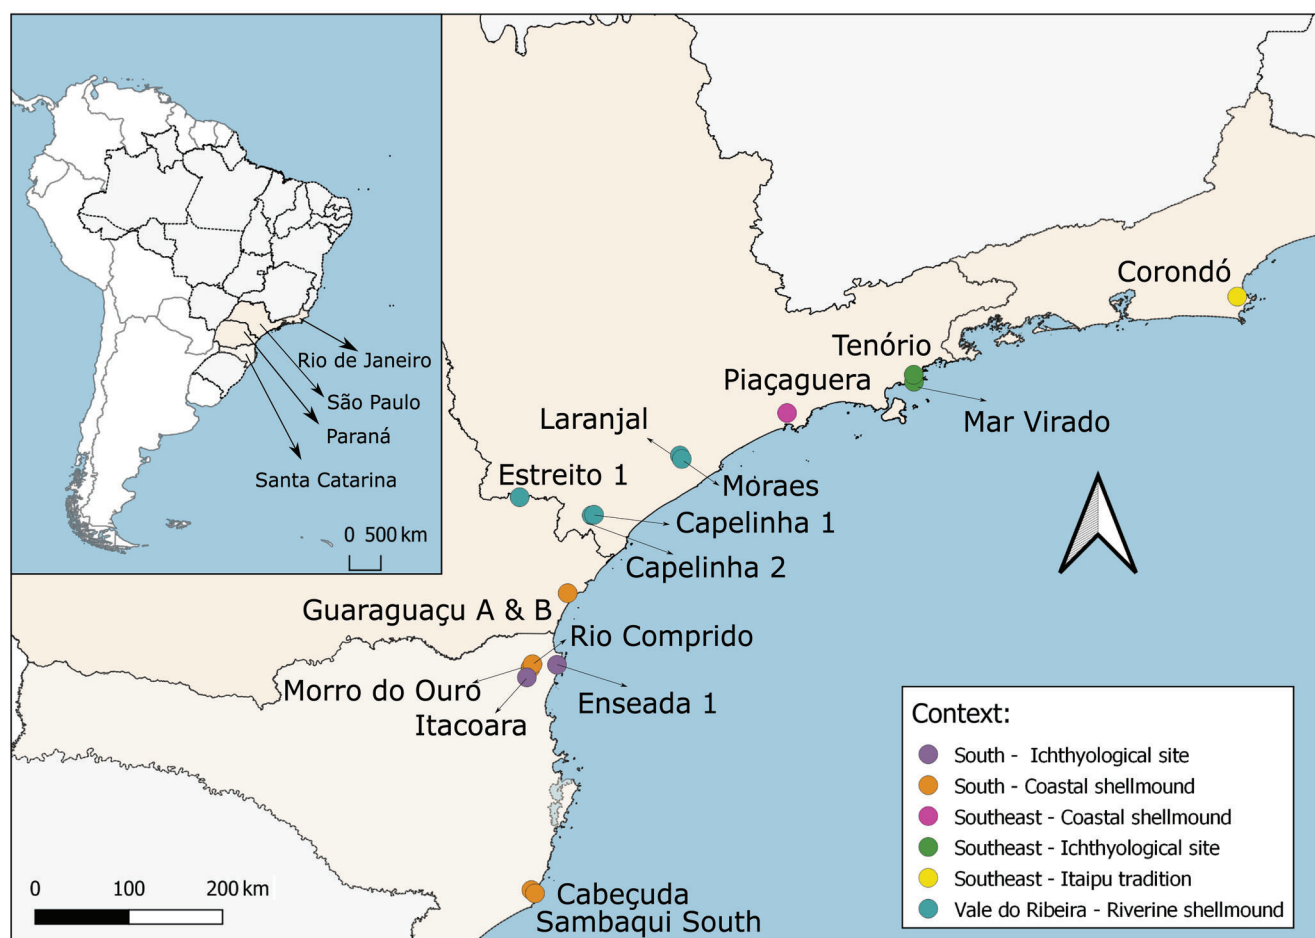 Rio de Janeiro
São Paulo
Paraná
Santa Catarina
0 500 km
Corondó
Tenório
Piaçaguera
Mar Virado
Laranjal
Estreito 1
Moraes
Capelinha 1
Capelinha 2
Guaraguaçu A & B
Rio Comprido
Morro do Ouro
Enseada 1
Itacoara
Cabeçuda
Sambaqui South
0 100 200 km
Context:
South - Ichthyological site
South - Coastal shellmound
Southeast - Coastal shellmound
Southeast - Ichthyological site
Southeast - Itaipu tradition
Vale do Ribeira - Riverine shellmound